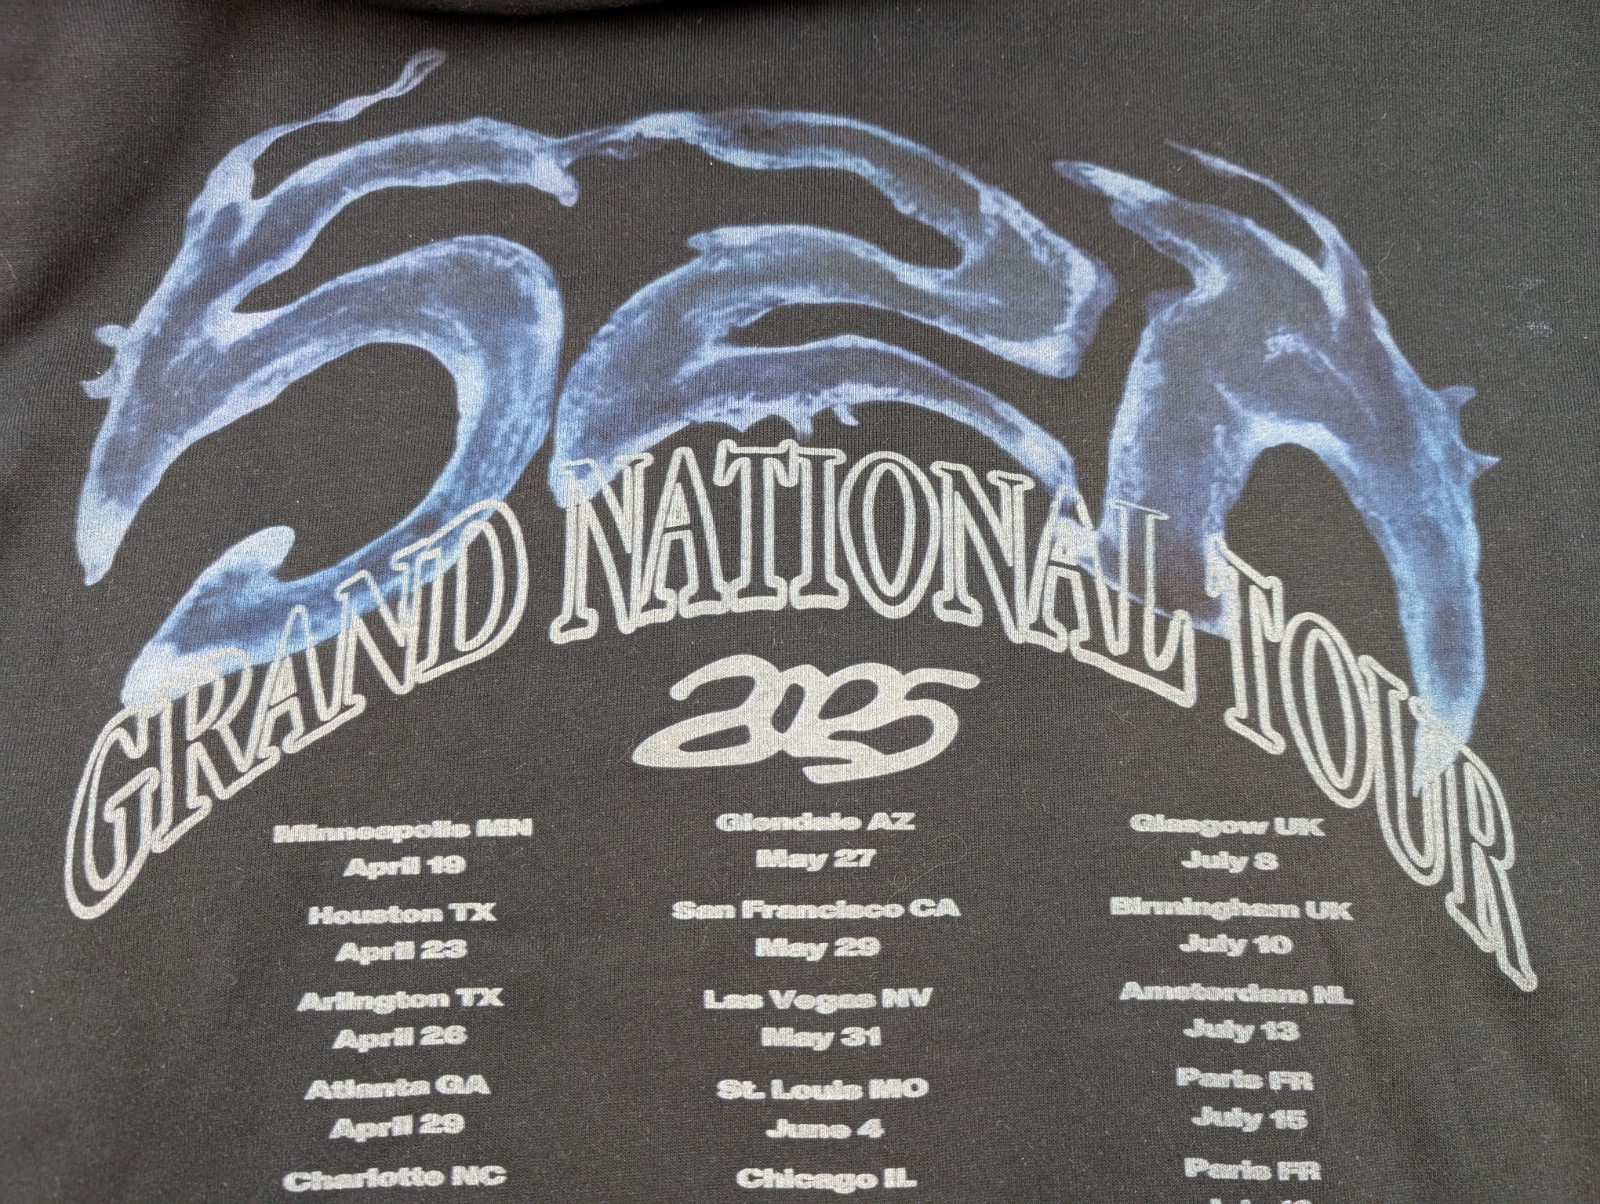 SZA
GRAND NATIONAL TOUR
2025
Minneapolis MN
April 19
Houston TX
April 23
Arlington TX
April 26
Atlanta GA
April 29
Charlotte NC
Glendale AZ
May 27
San Francisco CA
May 29
Las Vegas NV
May 31
St. Louis MO
June 4
Chicago IL
Glasgow UK
July 8
Birmingham UK
July 10
Amsterdam NL
July 13
Paris FR
July 15
Paris FR